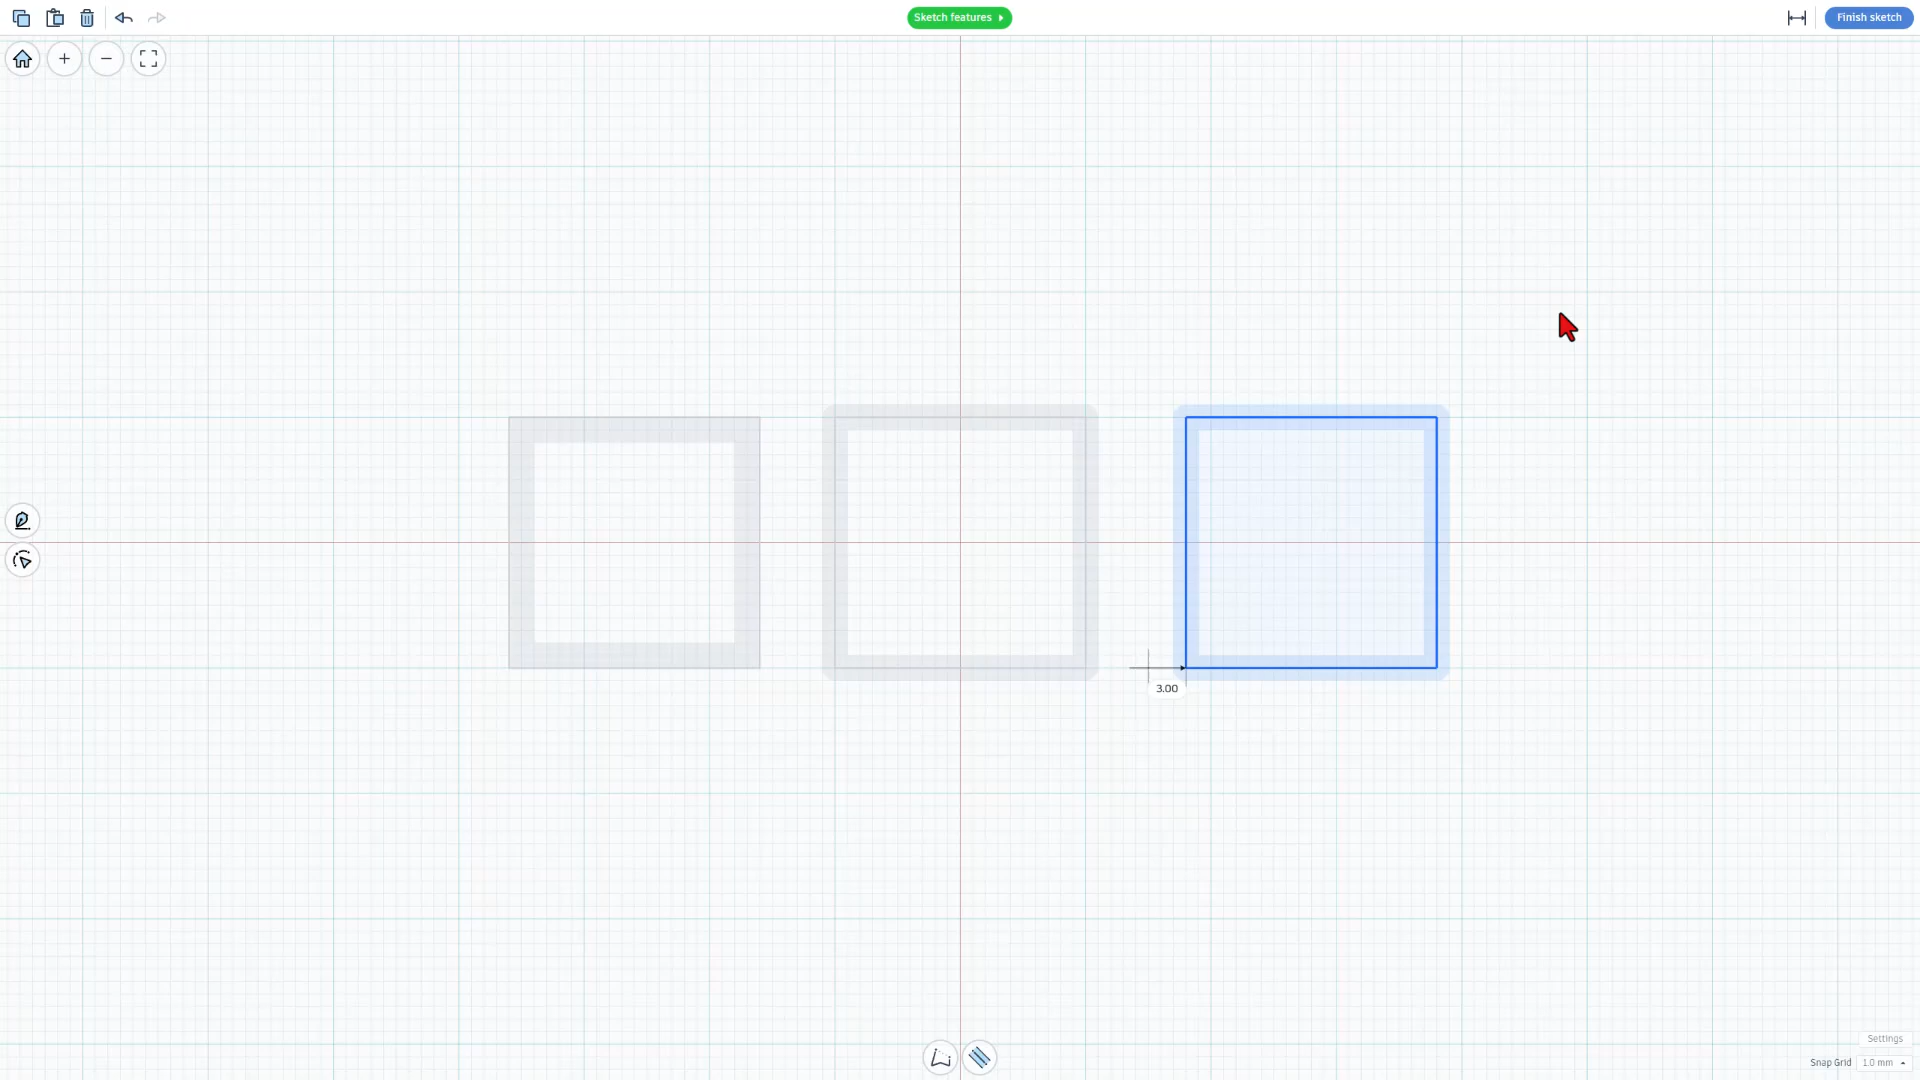 Sketch features
Finish sketch
3.00
Settings
Snap Grid 1.0 mm